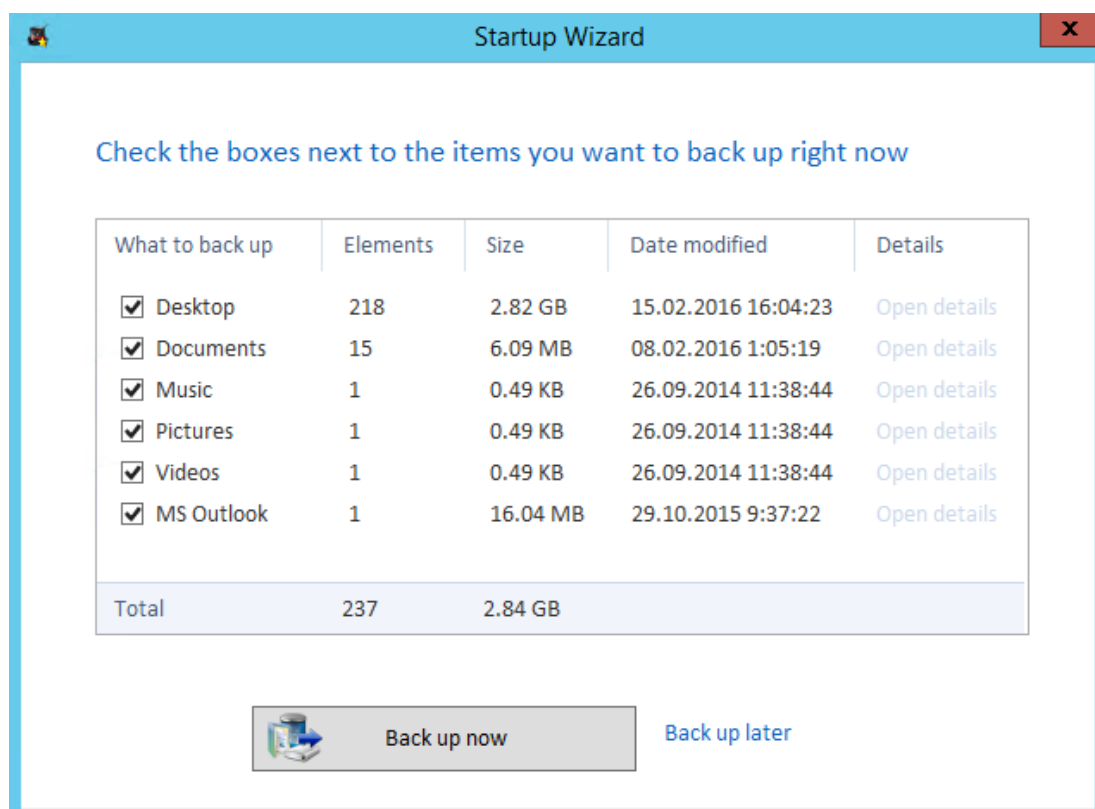 Startup Wizard
x
Check the boxes next to the items you want to back up right now
What to back up Elements Size Date modified Details
Desktop 218 2.82 GB 15.02.2016 16:04:23 Open details
Documents 15 6.09 MB 08.02.2016 1:05:19 Open details
Music 1 0.49 KB 26.09.2014 11:38:44 Open details
Pictures 1 0.49 KB 26.09.2014 11:38:44 Open details
Videos 1 0.49 KB 26.09.2014 11:38:44 Open details
MS Outlook 1 16.04 MB 29.10.2015 9:37:22 Open details
Total 237 2.84 GB
Back up now Back up later